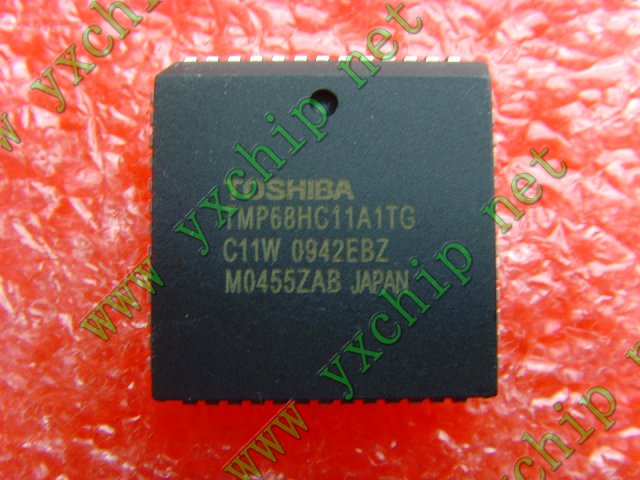 TOSHIBA
TMP68HC11A1TG
C11W 0942EBZ
M0455ZAB JAPAN
www yxchip net
www yxchip net
www yxchip net